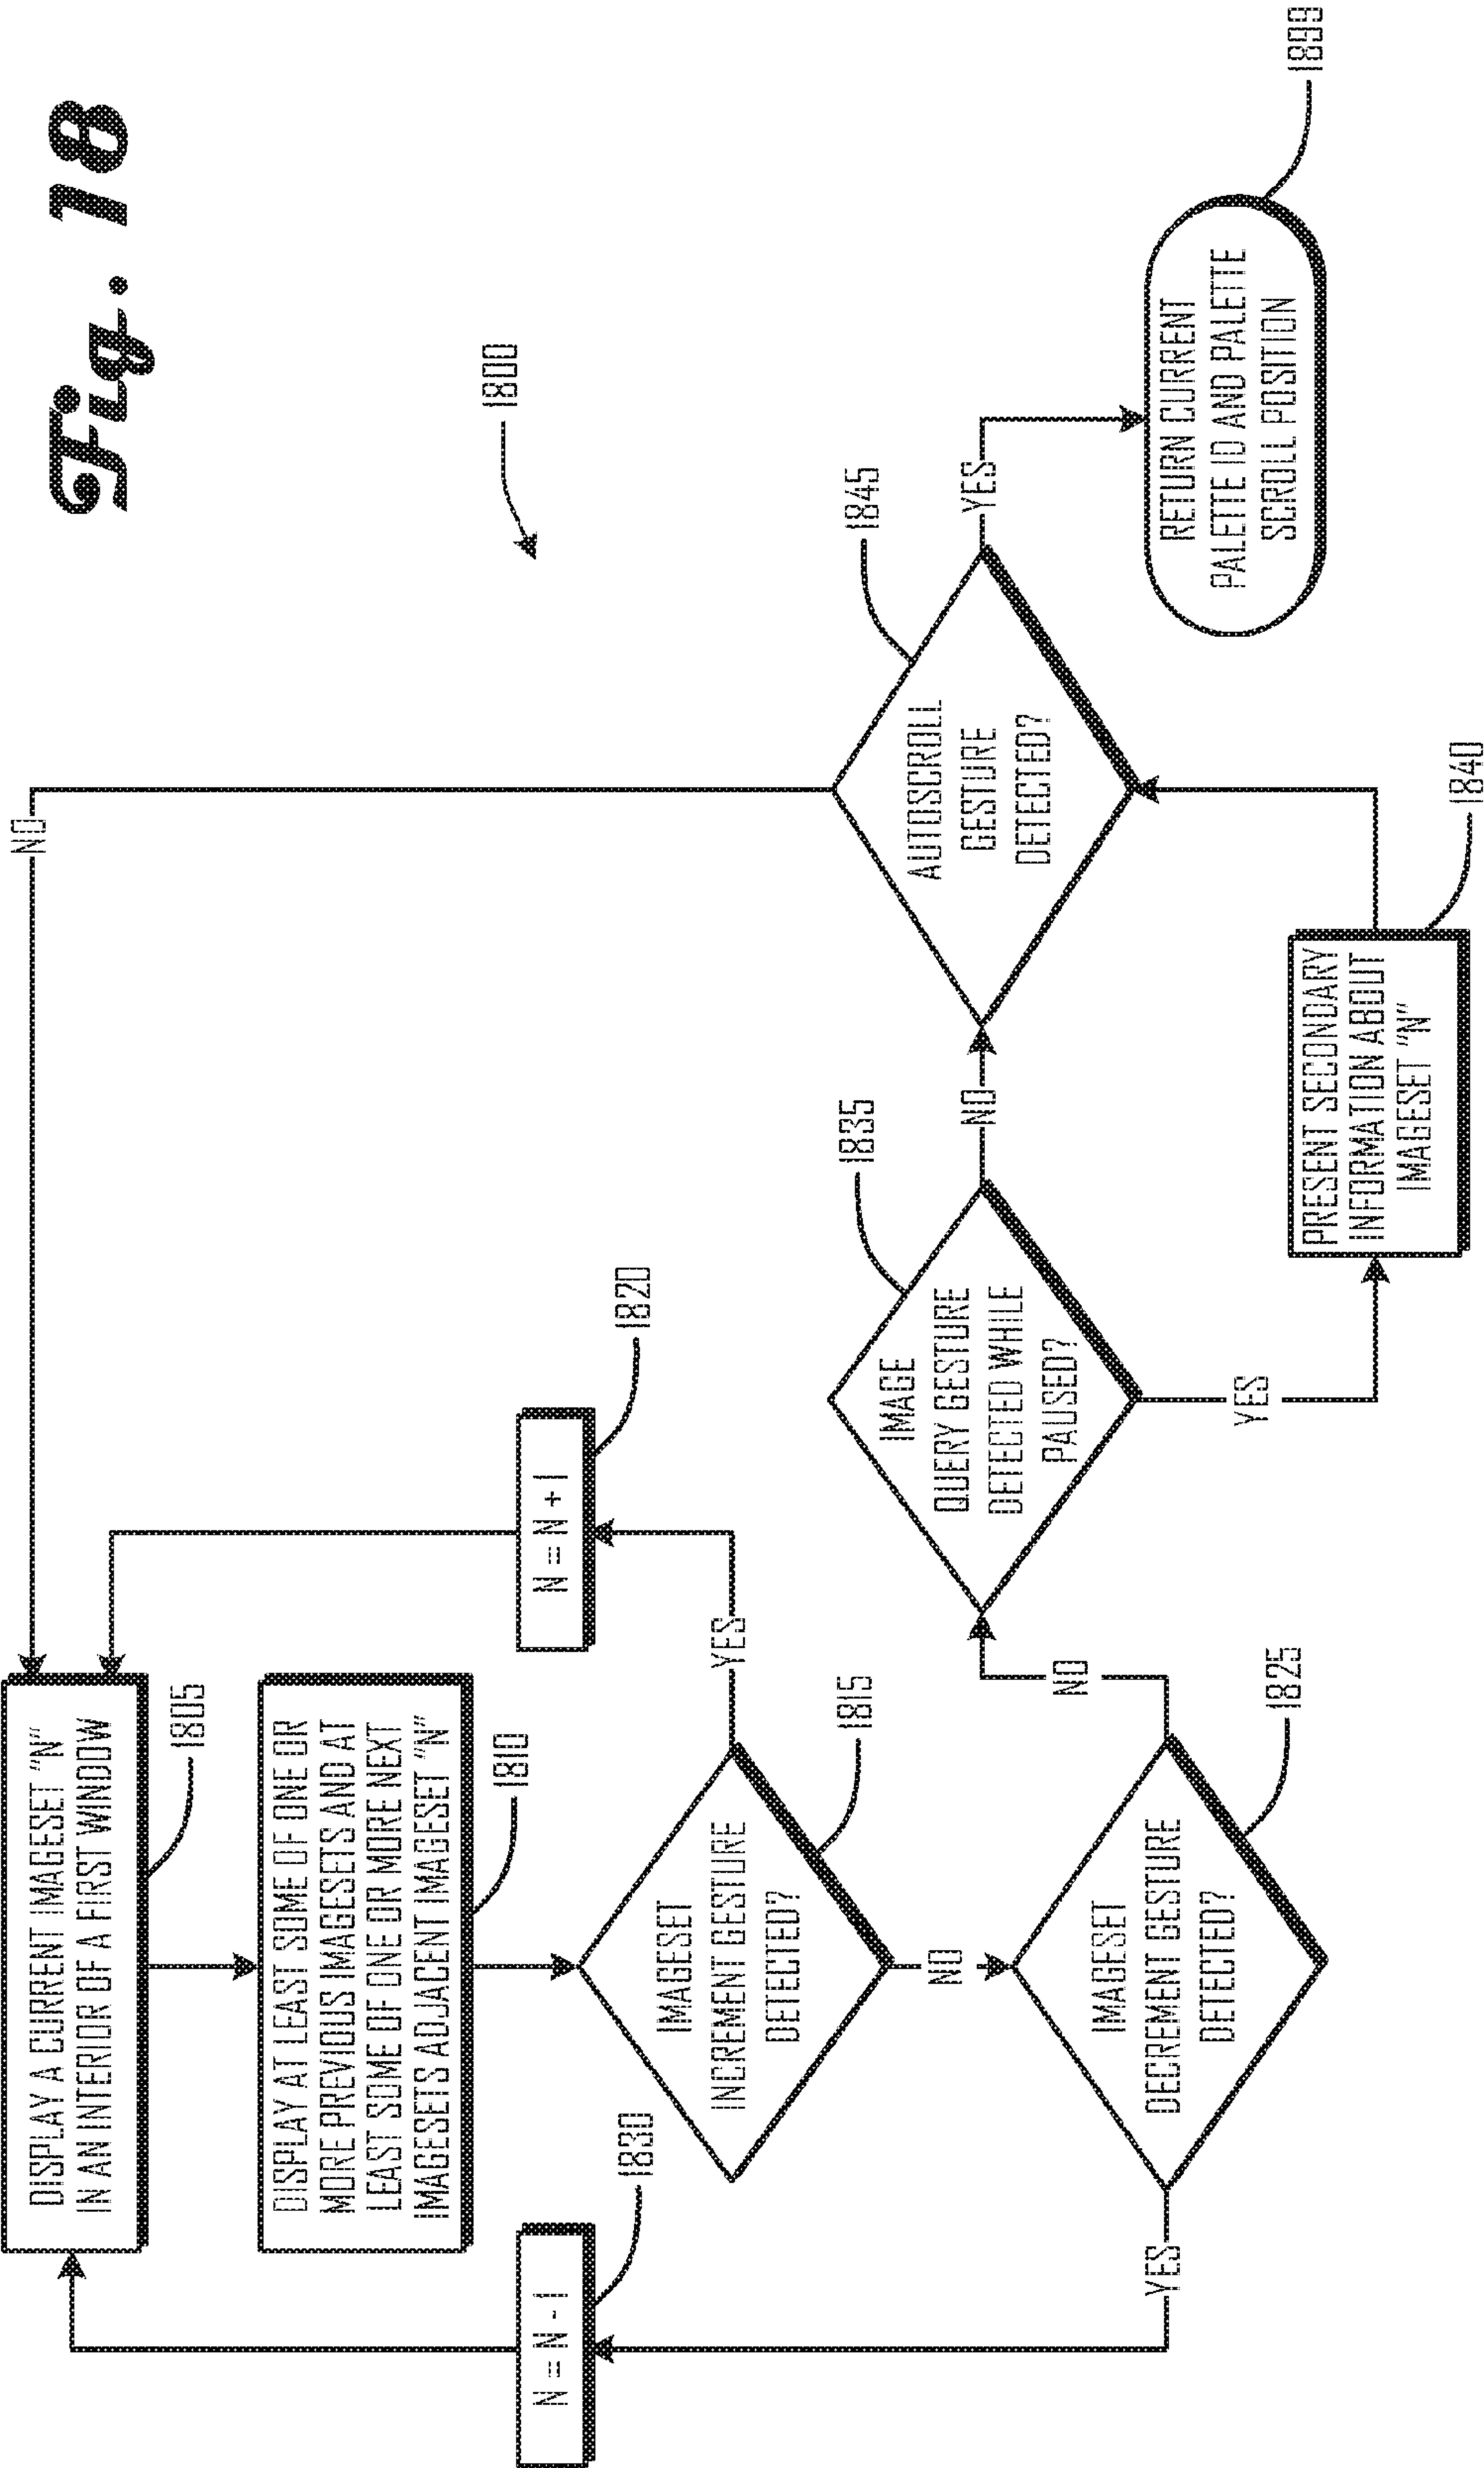 Fig. 18
1800
DISPLAY A CURRENT IMAGESET "N"
IN AN INTERIOR OF A FIRST WINDOW
1805
DISPLAY AT LEAST SOME OF ONE OR
MORE PREVIOUS IMAGESETS AND AT
LEAST SOME OF ONE OR MORE NEXT
IMAGESETS ADJACENT IMAGESET "N"
1810
IMAGESET
INCREMENT GESTURE
DETECTED?
1815
YES
N = N + 1
1820
NO
IMAGESET
DECREMENT GESTURE
DETECTED?
1825
YES
N = N - 1
1830
NO
IMAGE
QUERY GESTURE
DETECTED WHILE
PAUSED?
1835
YES
PRESENT SECONDARY
INFORMATION ABOUT
IMAGESET "N"
1840
NO
AUTOSCROLL
GESTURE
DETECTED?
1845
NO
YES
RETURN CURRENT
PALETTE ID AND PALETTE
SCROLL POSITION
1899